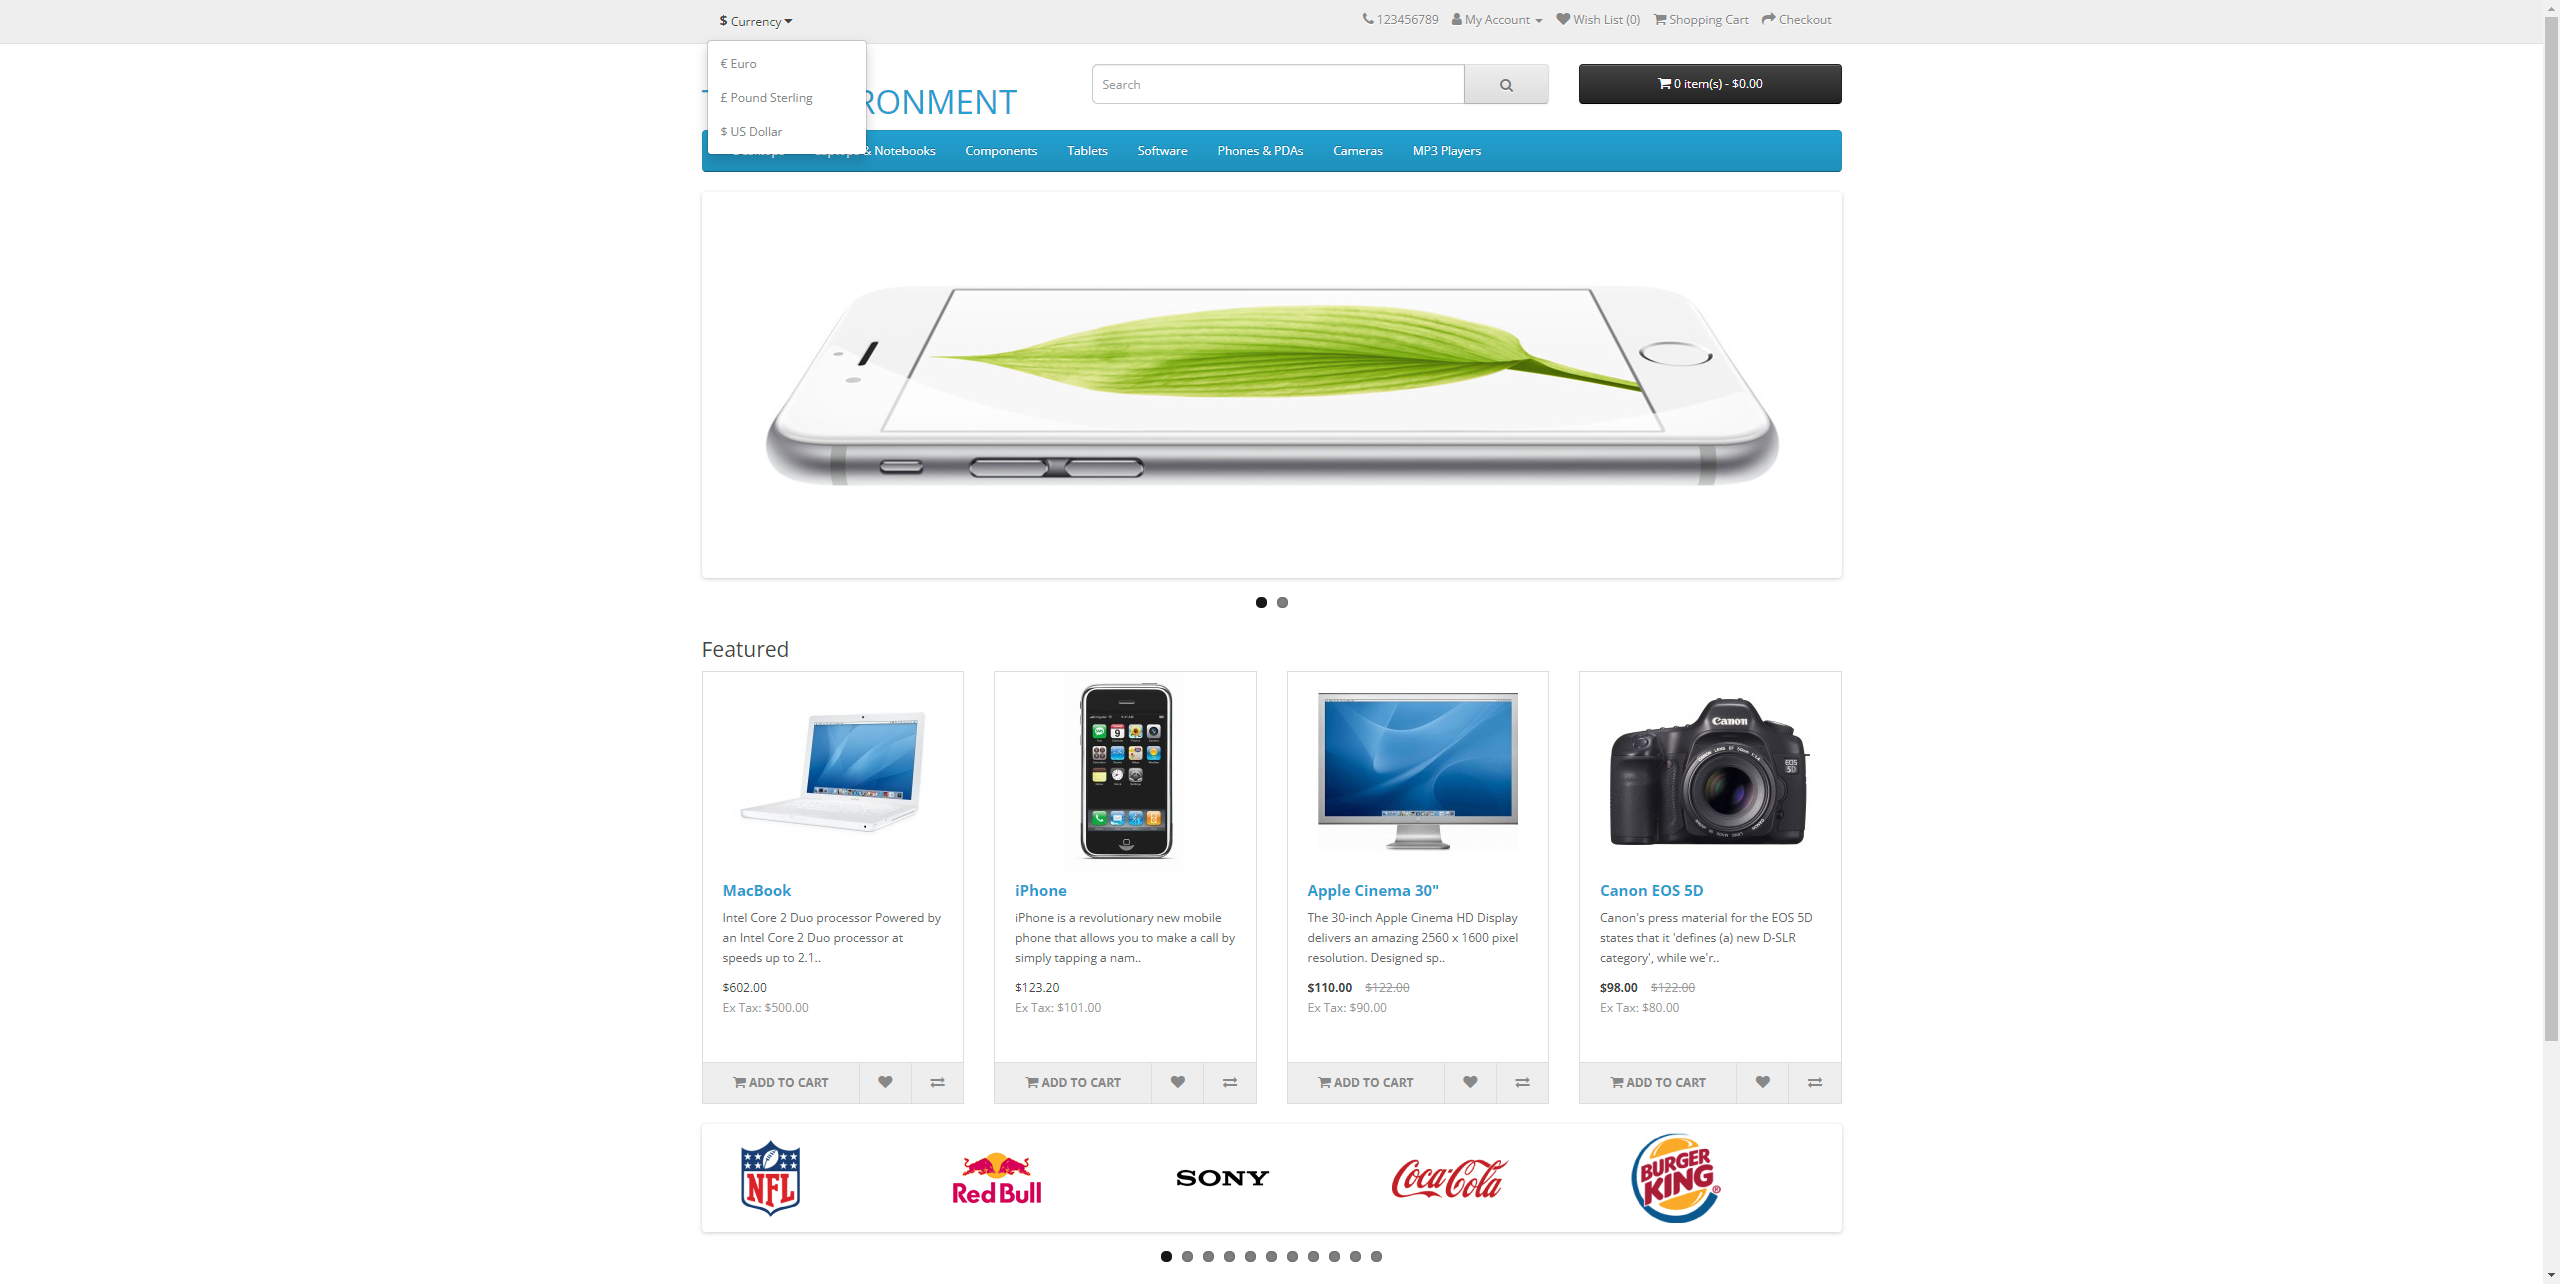 $ Currency
123456789 My Account Wish List (0) Shopping Cart Checkout
€ Euro
£ Pound Sterling
$ US Dollar
RONMENT
Search
0 item(s) - $0.00
& Notebooks Components Tablets Software Phones & PDAs Cameras MP3 Players
Featured
Canon
EOS
5D
MacBook
Intel Core 2 Duo processor Powered by
an Intel Core 2 Duo processor at
speeds up to 2.1..
$602.00
Ex Tax: $500.00
ADD TO CART
iPhone
iPhone is a revolutionary new mobile
phone that allows you to make a call by
simply tapping a nam..
$123.20
Ex Tax: $101.00
ADD TO CART
Apple Cinema 30"
The 30-inch Apple Cinema HD Display
delivers an amazing 2560 x 1600 pixel
resolution. Designed sp..
$110.00 $122.00
Ex Tax: $90.00
ADD TO CART
Canon EOS 5D
Canon's press material for the EOS 5D
states that it 'defines (a) new D-SLR
category', while we'r..
$98.00 $122.00
Ex Tax: $80.00
ADD TO CART
NFL
Red Bull
SONY
Coca-Cola
BURGER
KING®